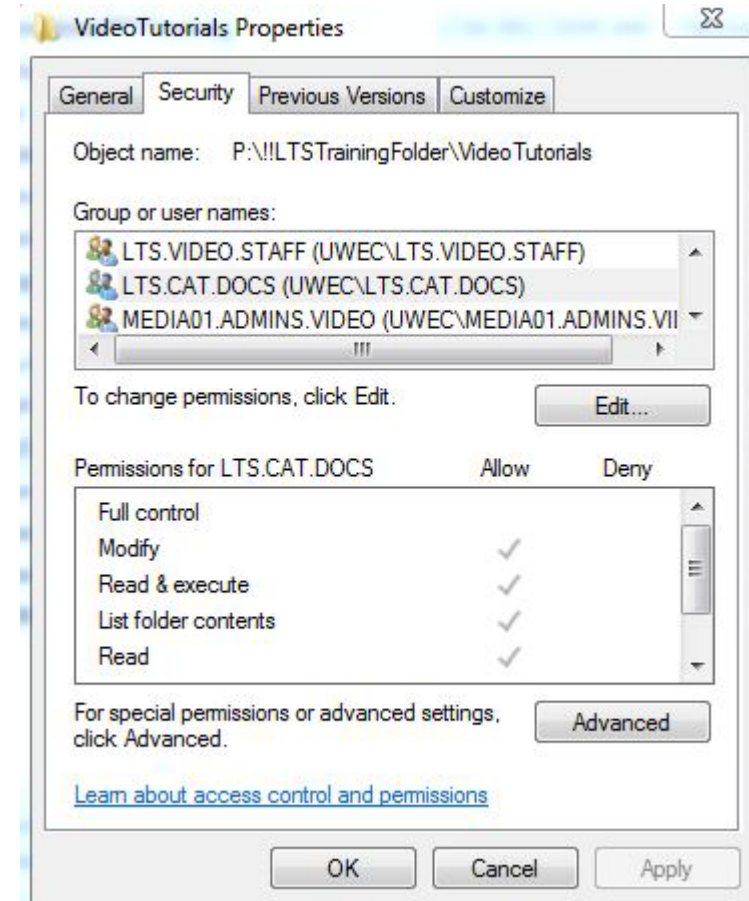 VideoTutorials Properties
General Security Previous Versions Customize
Object name: P:\!!LTSTrainingFolder\VideoTutorials
Group or user names:
LTS.VIDEO.STAFF (UWEC\LTS.VIDEO.STAFF)
LTS.CAT.DOCS (UWEC\LTS.CAT.DOCS)
MEDIA01.ADMINS.VIDEO (UWEC\MEDIA01.ADMINS.VII
To change permissions, click Edit.
Edit...
Permissions for LTS.CAT.DOCS Allow Deny
Full control
Modify
Read & execute
List folder contents
Read
For special permissions or advanced settings,
click Advanced.
Advanced
Learn about access control and permissions
OK Cancel Apply